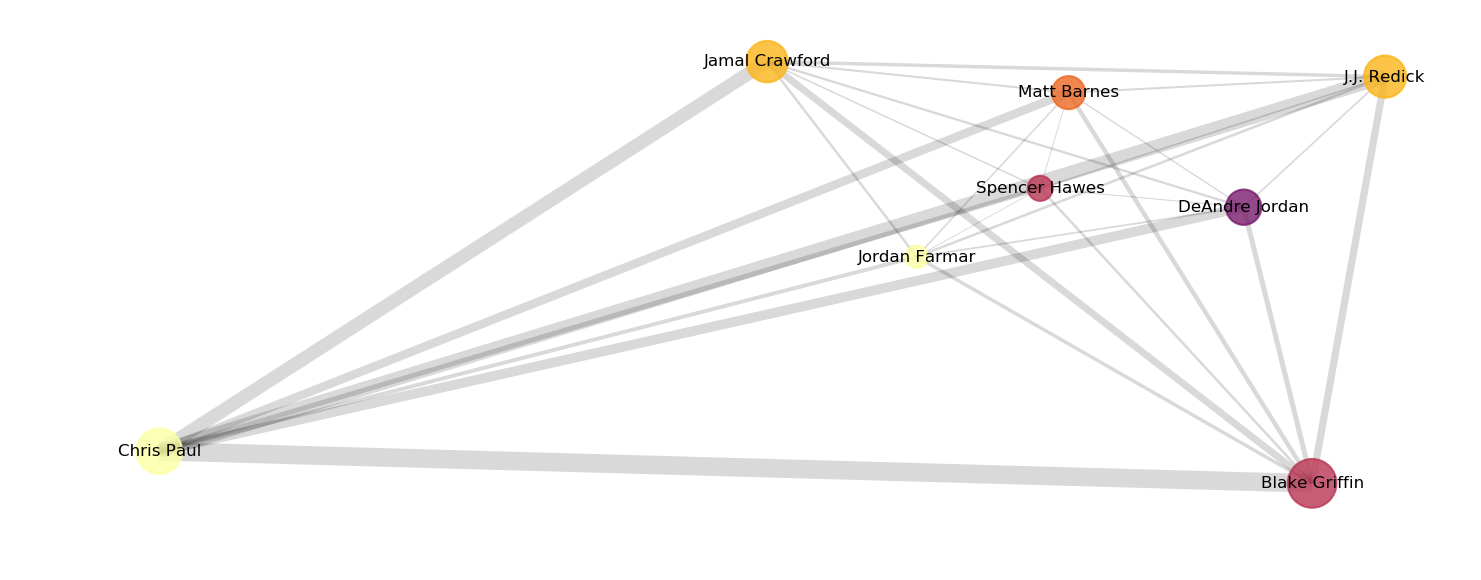 Jamal Crawford
J.J. Redick
Matt Barnes
Spencer Hawes
DeAndre Jordan
Jordan Farmar
Chris Paul
Blake Griffin